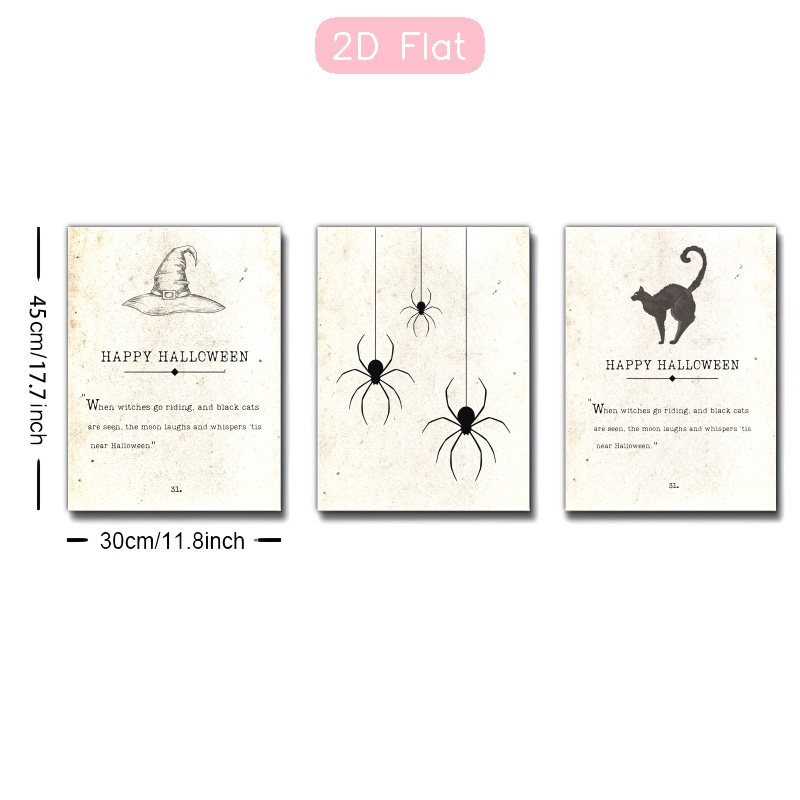 2D Flat
45cm/17.7inch
HAPPY HALLOWEEN
"When witches go riding, and black cats
are seen, the moon laughs and whispers 'tis
near Halloween."
31.
HAPPY HALLOWEEN
"When witches go riding, and black cats
are seen, the moon laughs and whispers 'tis
near Halloween."
31.
30cm/11.8inch